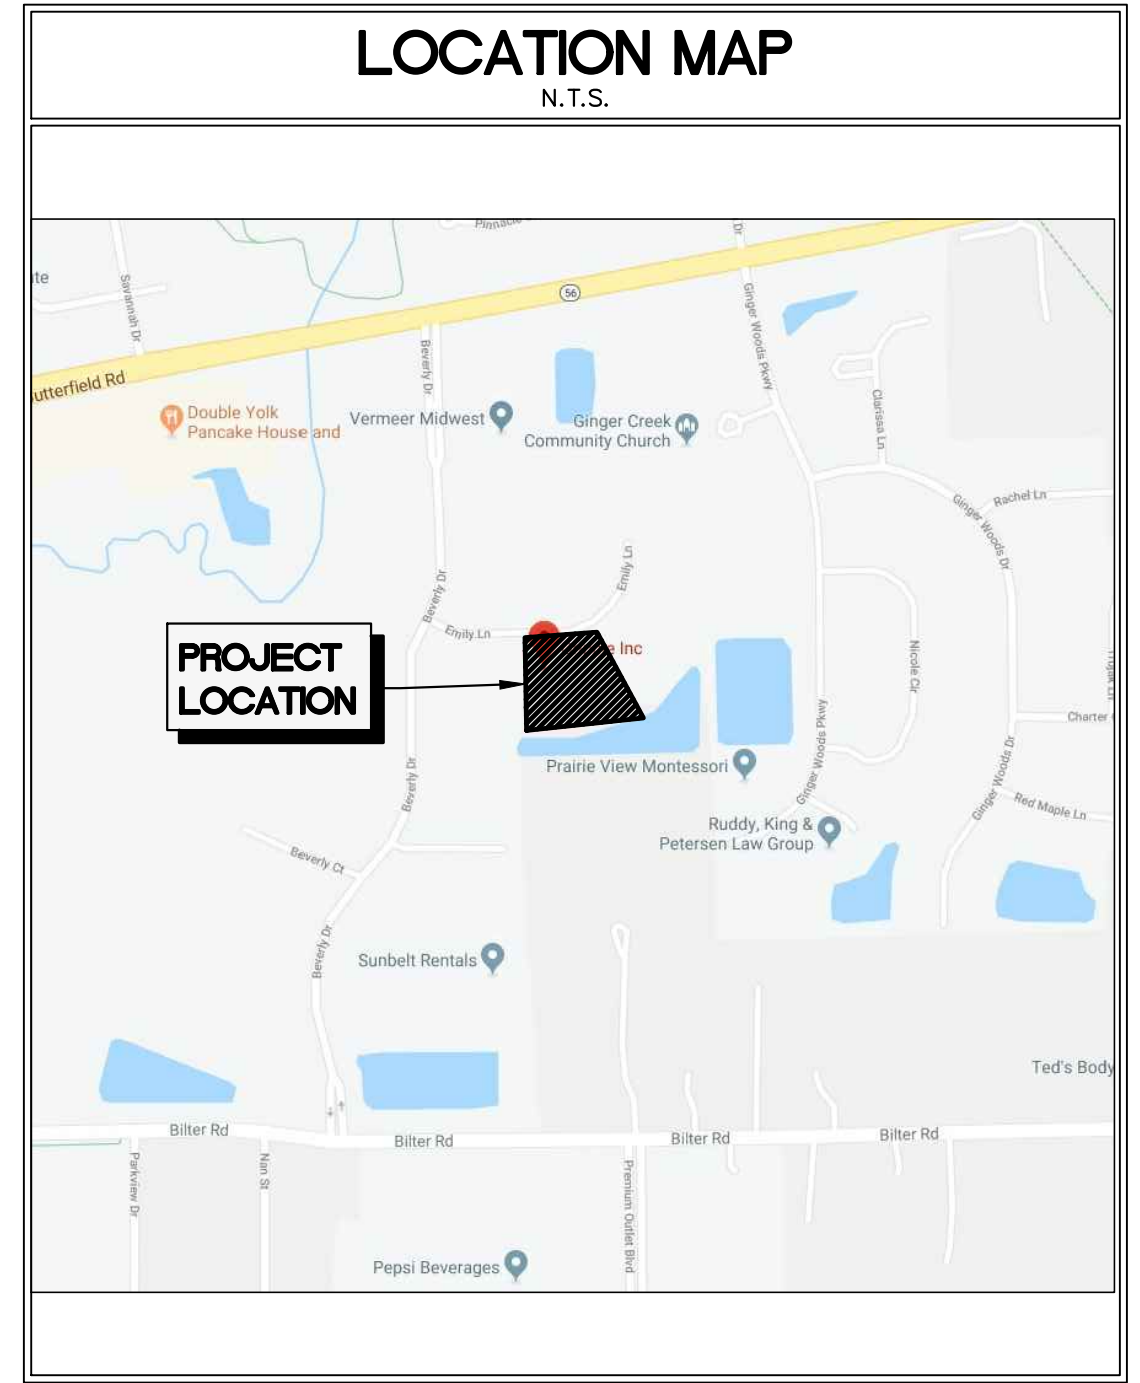 LOCATION MAP
N.T.S.
Savannah Dr
56
Dr
Ginger Woods Pkwy
Beverly Dr
Clarissa Ln
Double Yolk
Pancake House and
Vermeer Midwest
Ginger Creek
Community Church
Rachel Ln
Ginger Woods Dr
Emily Ln
Beverly Dr
Emily Ln
PROJECT
LOCATION
Inc
Nicole Cir
Charter
Ginger Woods Pkwy
Prairie View Montessori
Beverly Dr
Ginger Woods Dr
Red Maple Ln
Ruddy, King &
Petersen Law Group
Beverly Ct
Beverly Dr
Sunbelt Rentals
Ted's Body
Bilter Rd
Bilter Rd
Bilter Rd
Bilter Rd
Parkview Dr
Nan St
Premium Outlet Blvd
Pepsi Beverages